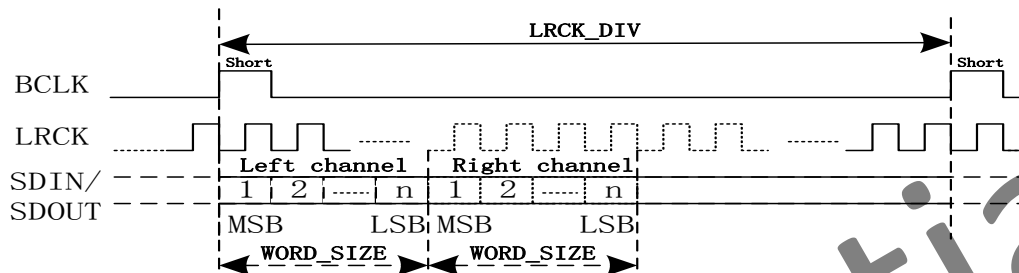 LRCK_DIV
Short Short
BCLK
LRCK
Left channel Right channel
SDIN/ 1 2 n 1 2 n
SDOUT
MSB LSB MSB LSB
WORD_SIZE WORD_SIZE